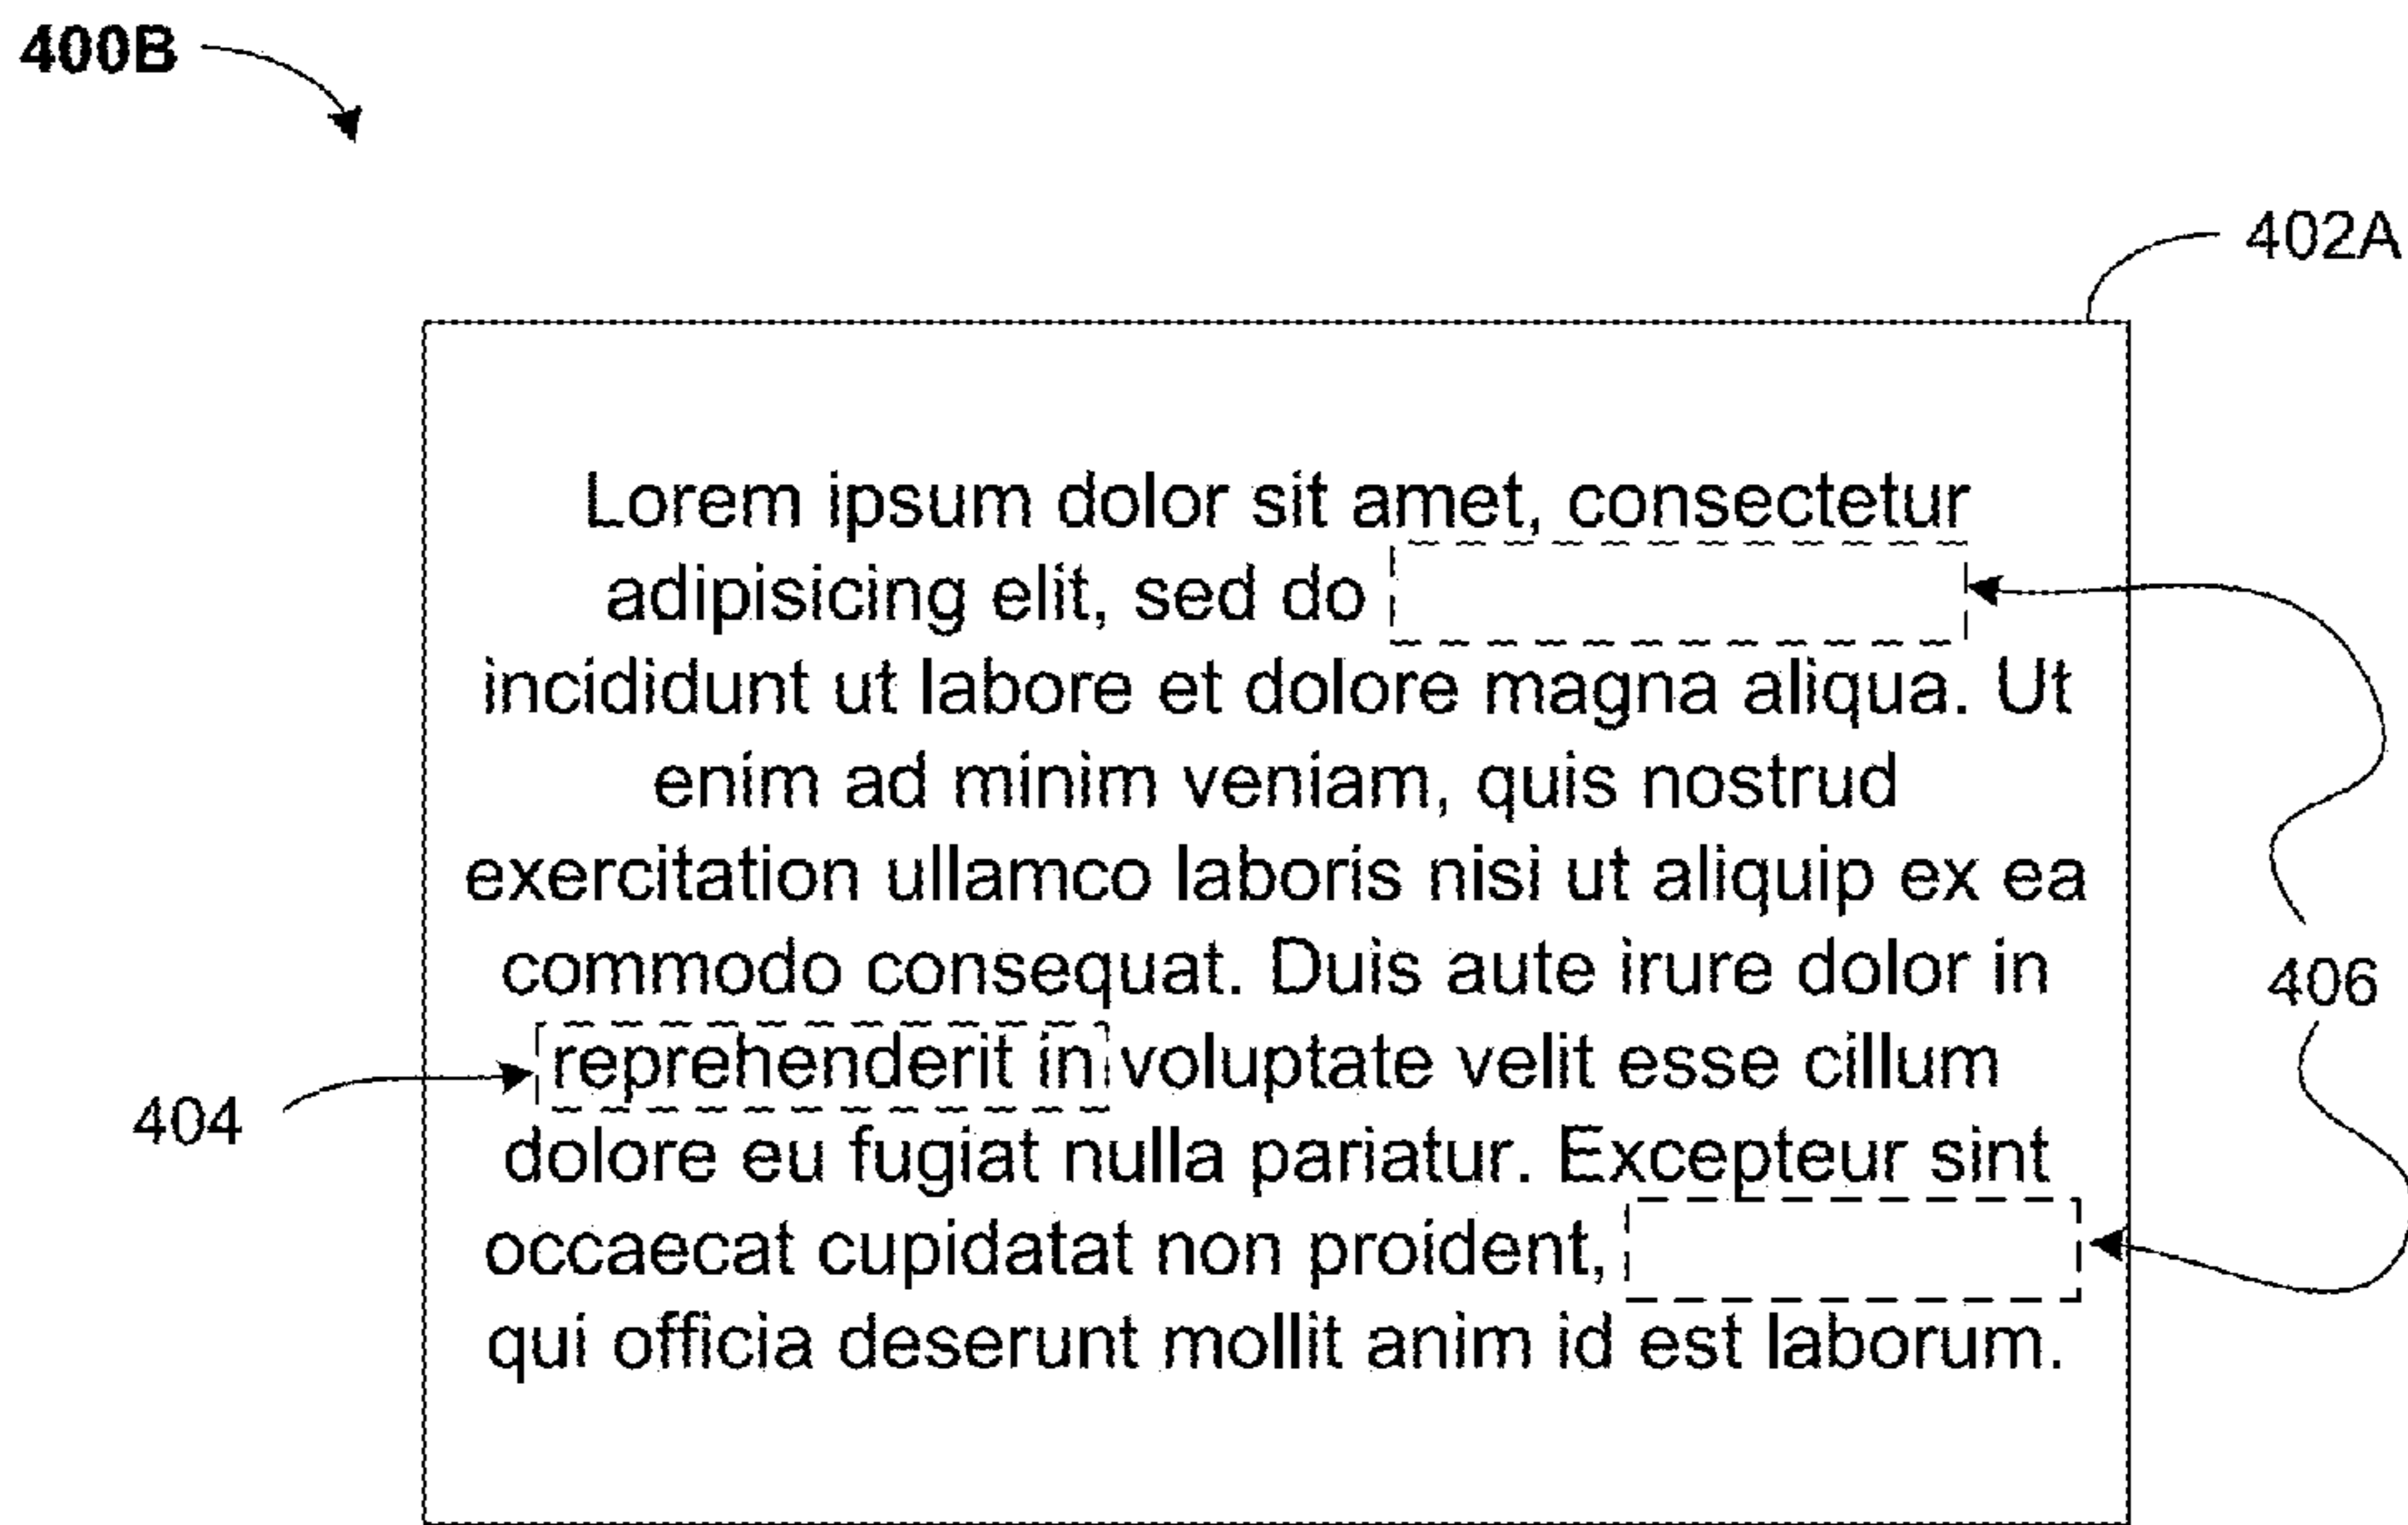 400B
402A
Lorem ipsum dolor sit amet, consectetur
adipisicing elit, sed do
incididunt ut labore et dolore magna aliqua. Ut
enim ad minim veniam, quis nostrud
exercitation ullamco laboris nisi ut aliquip ex ea
commodo consequat. Duis aute irure dolor in
406
reprehenderit in voluptate velit esse cillum
404
dolore eu fugiat nulla pariatur. Excepteur sint
occaecat cupidatat non proident,
qui officia deserunt mollit anim id est laborum.